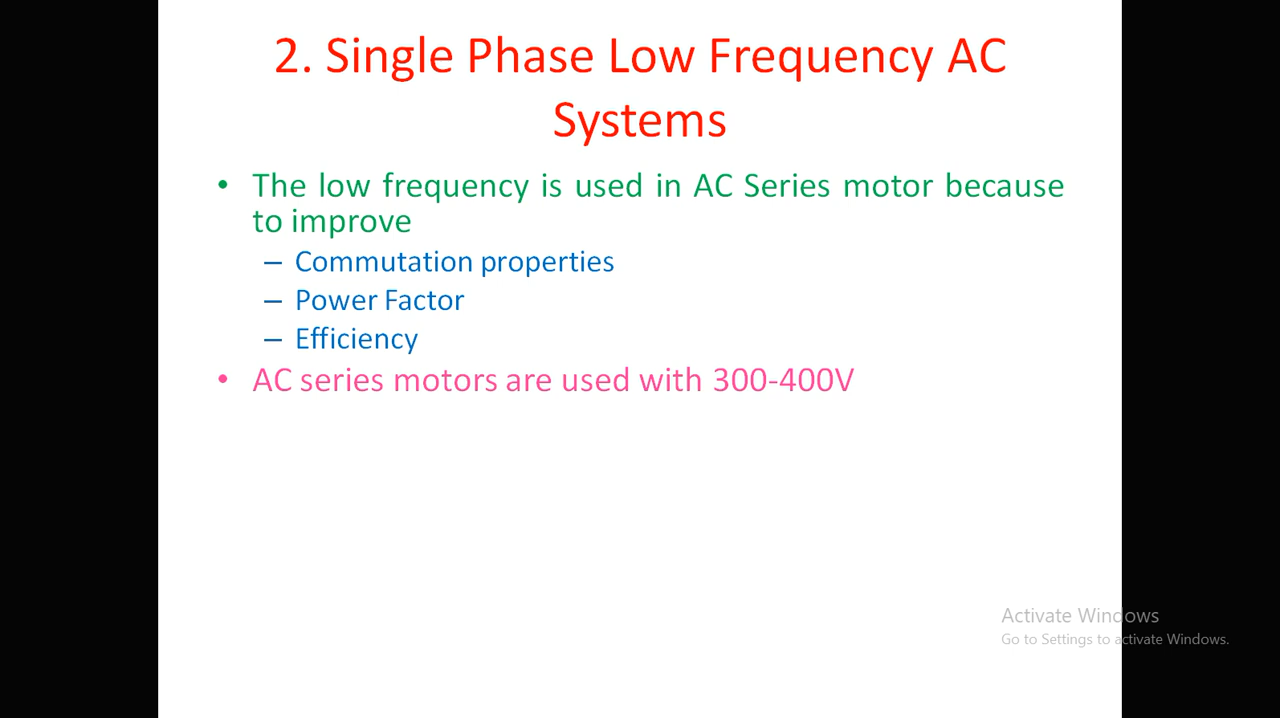 2. Single Phase Low Frequency AC
Systems
• The low frequency is used in AC Series motor because
to improve
– Commutation properties
– Power Factor
– Efficiency
• AC series motors are used with 300-400V
Activate Windows
Go to Settings to activate Windows.